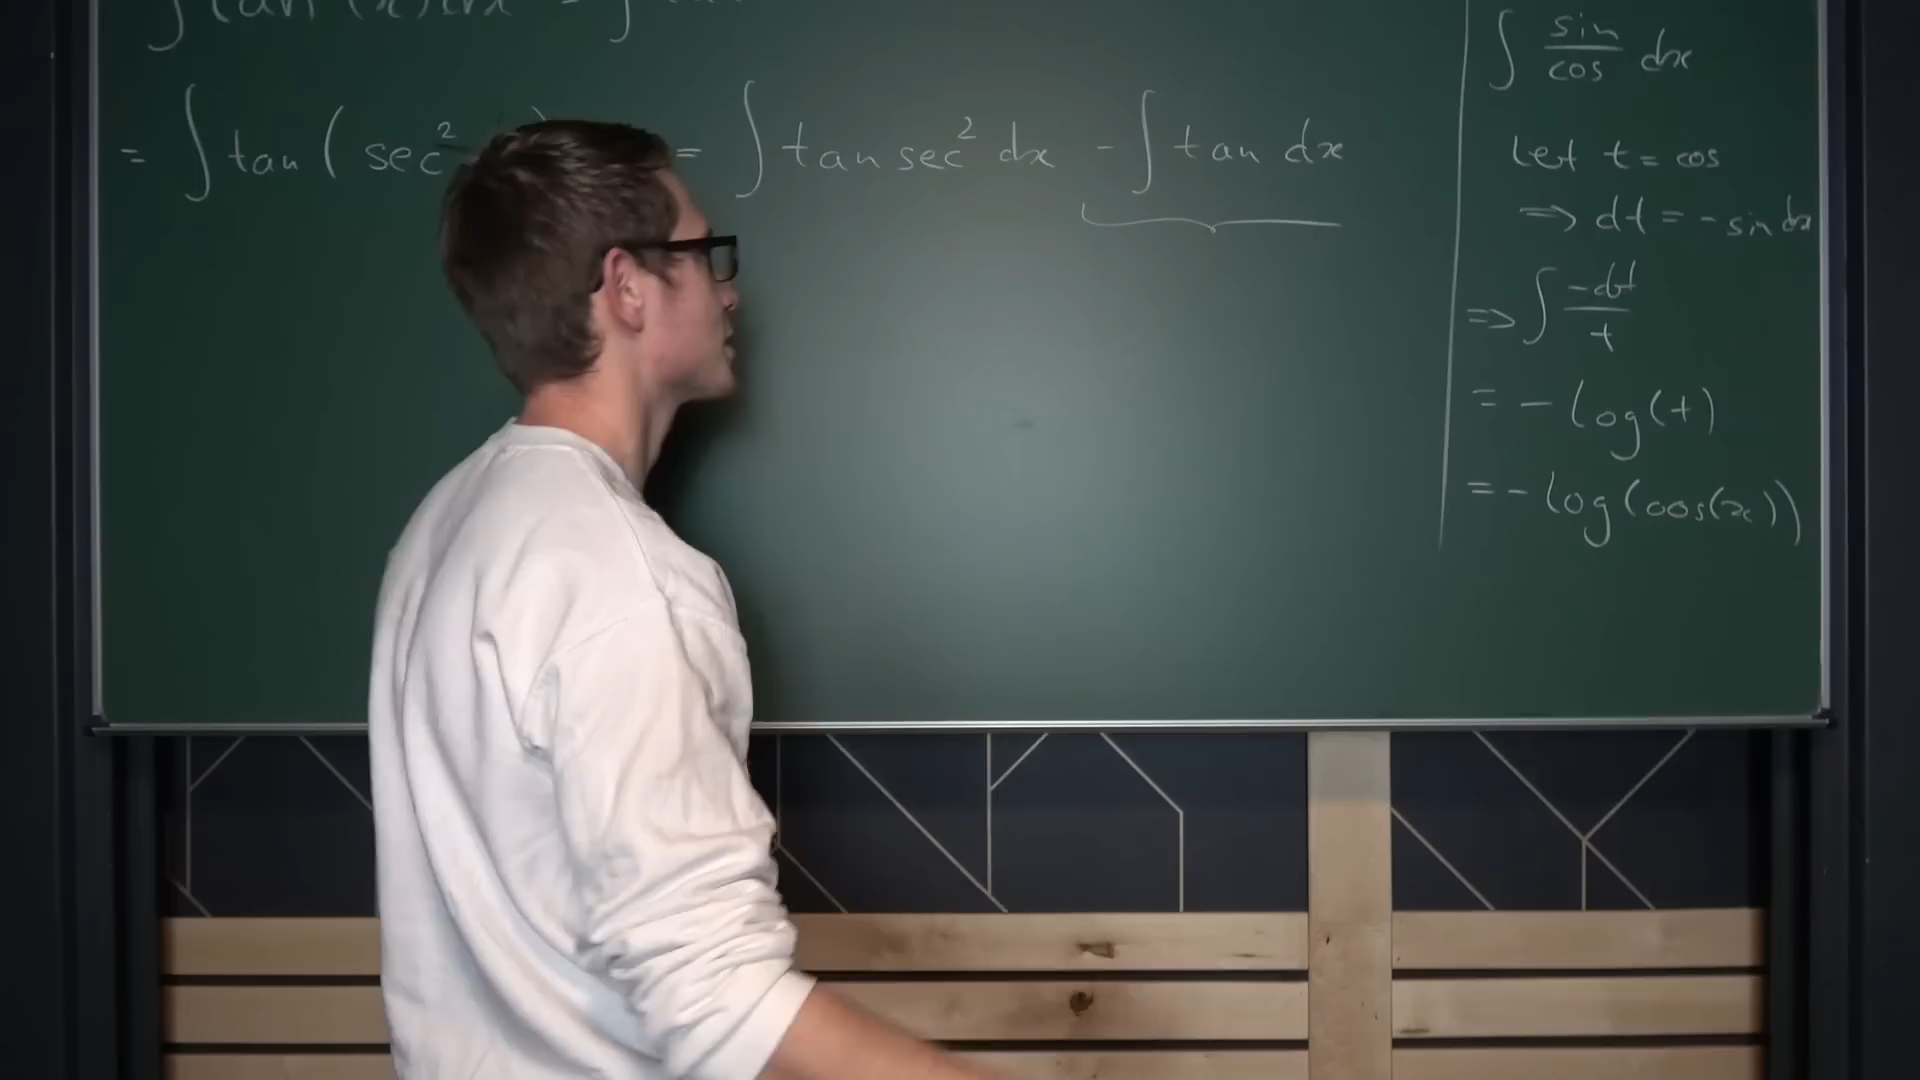 = ∫ tan ( sec² ) = ∫ tan sec² dx - ∫ tan dx
∫ sin/cos dx
Let t = cos
⇒ dt = - sin dx
⇒ ∫ -dt/t
= - log(t)
= - log(cos(x))